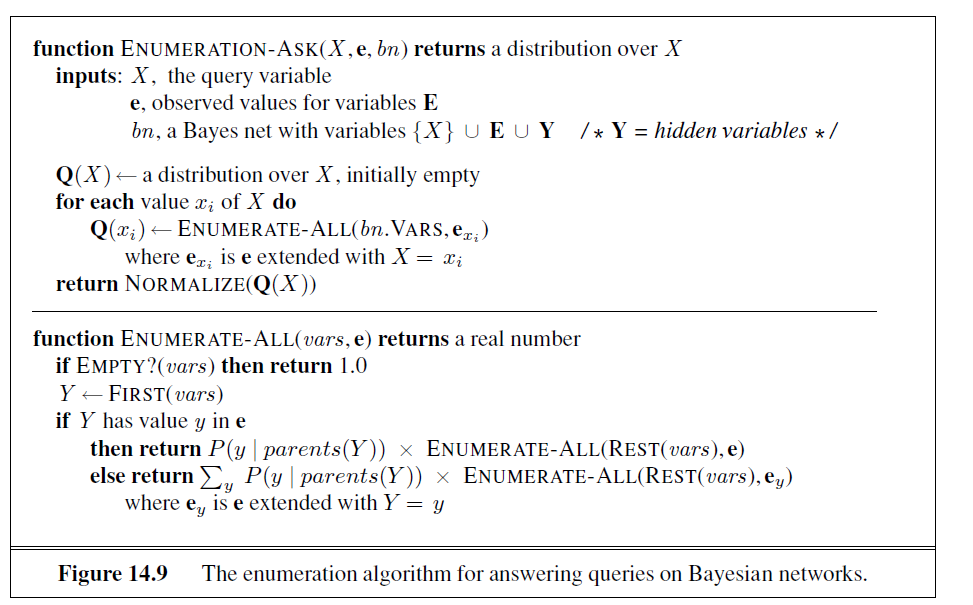 function ENUMERATION-ASK(X, e, bn) returns a distribution over X
inputs: X, the query variable
e, observed values for variables E
bn, a Bayes net with variables {X} ∪ E ∪ Y /* Y = hidden variables */
Q(X) ← a distribution over X, initially empty
for each value xᵢ of X do
Q(xᵢ) ← ENUMERATE-ALL(bn.VARS, e_{xᵢ})
where e_{xᵢ} is e extended with X = xᵢ
return NORMALIZE(Q(X))
function ENUMERATE-ALL(vars, e) returns a real number
if EMPTY?(vars) then return 1.0
Y ← FIRST(vars)
if Y has value y in e
then return P(y | parents(Y)) × ENUMERATE-ALL(REST(vars), e)
else return ∑_y P(y | parents(Y)) × ENUMERATE-ALL(REST(vars), e_y)
where e_y is e extended with Y = y
Figure 14.9 The enumeration algorithm for answering queries on Bayesian networks.